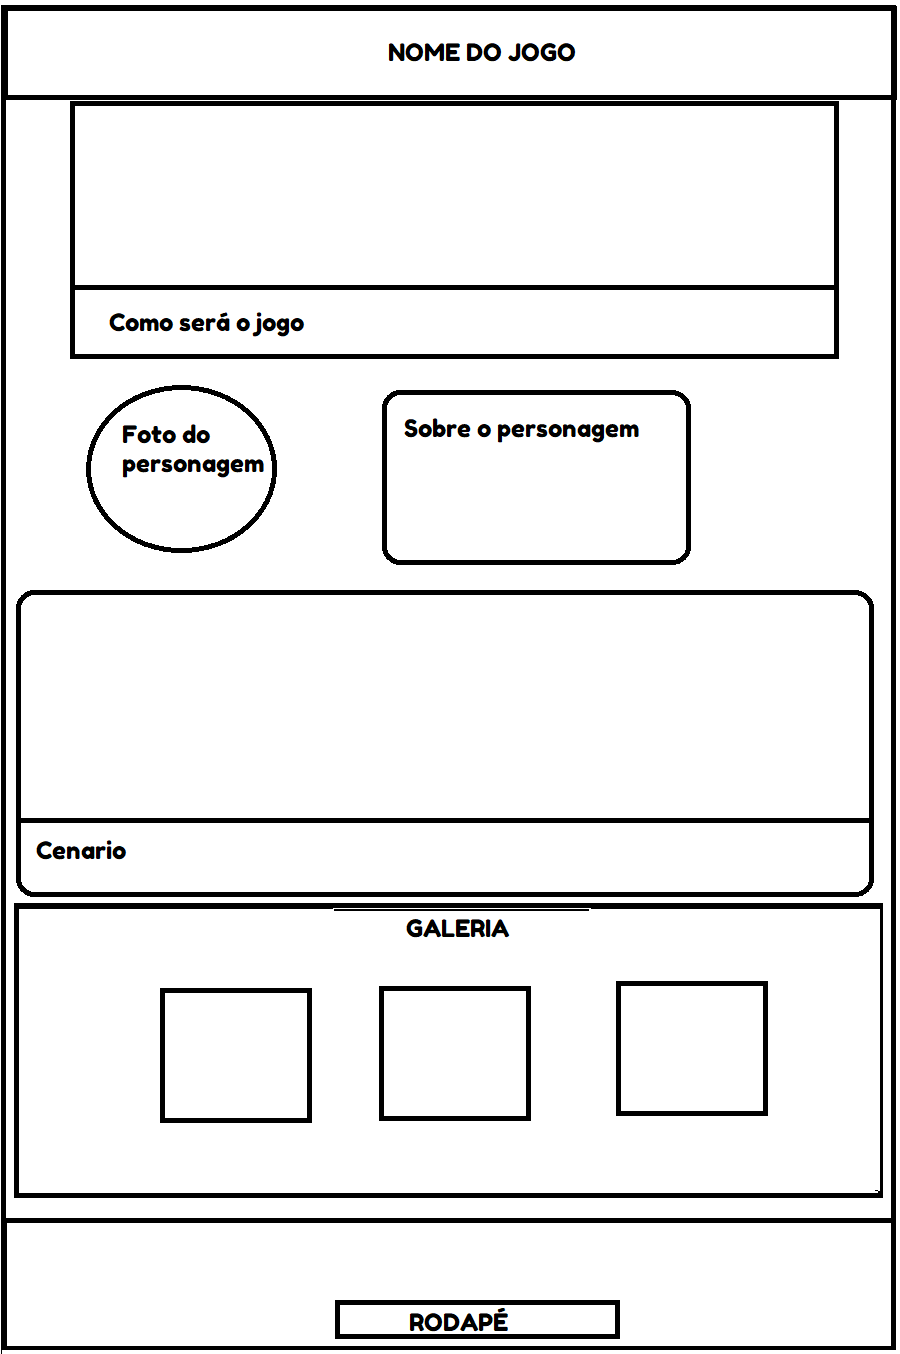 NOME DO JOGO
Como será o jogo
Foto do
personagem
Sobre o personagem
Cenario
GALERIA
RODAPÉ